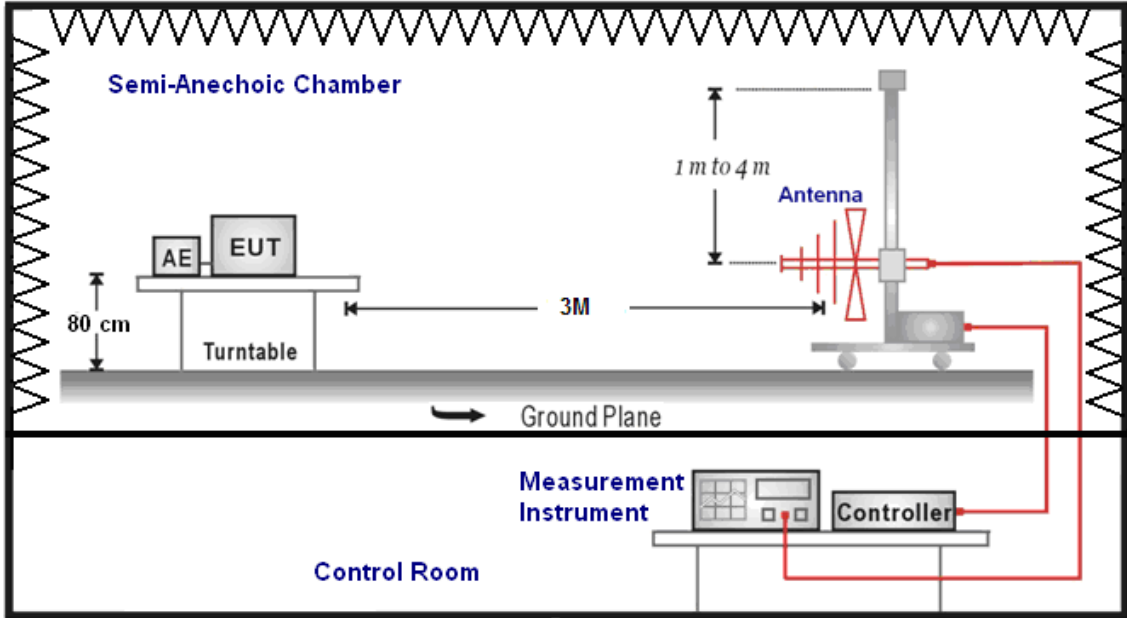 Semi-Anechoic Chamber
1 m to 4 m
Antenna
AE
EUT
3M
80 cm
Turntable
Ground Plane
Measurement
Instrument
Controller
Control Room